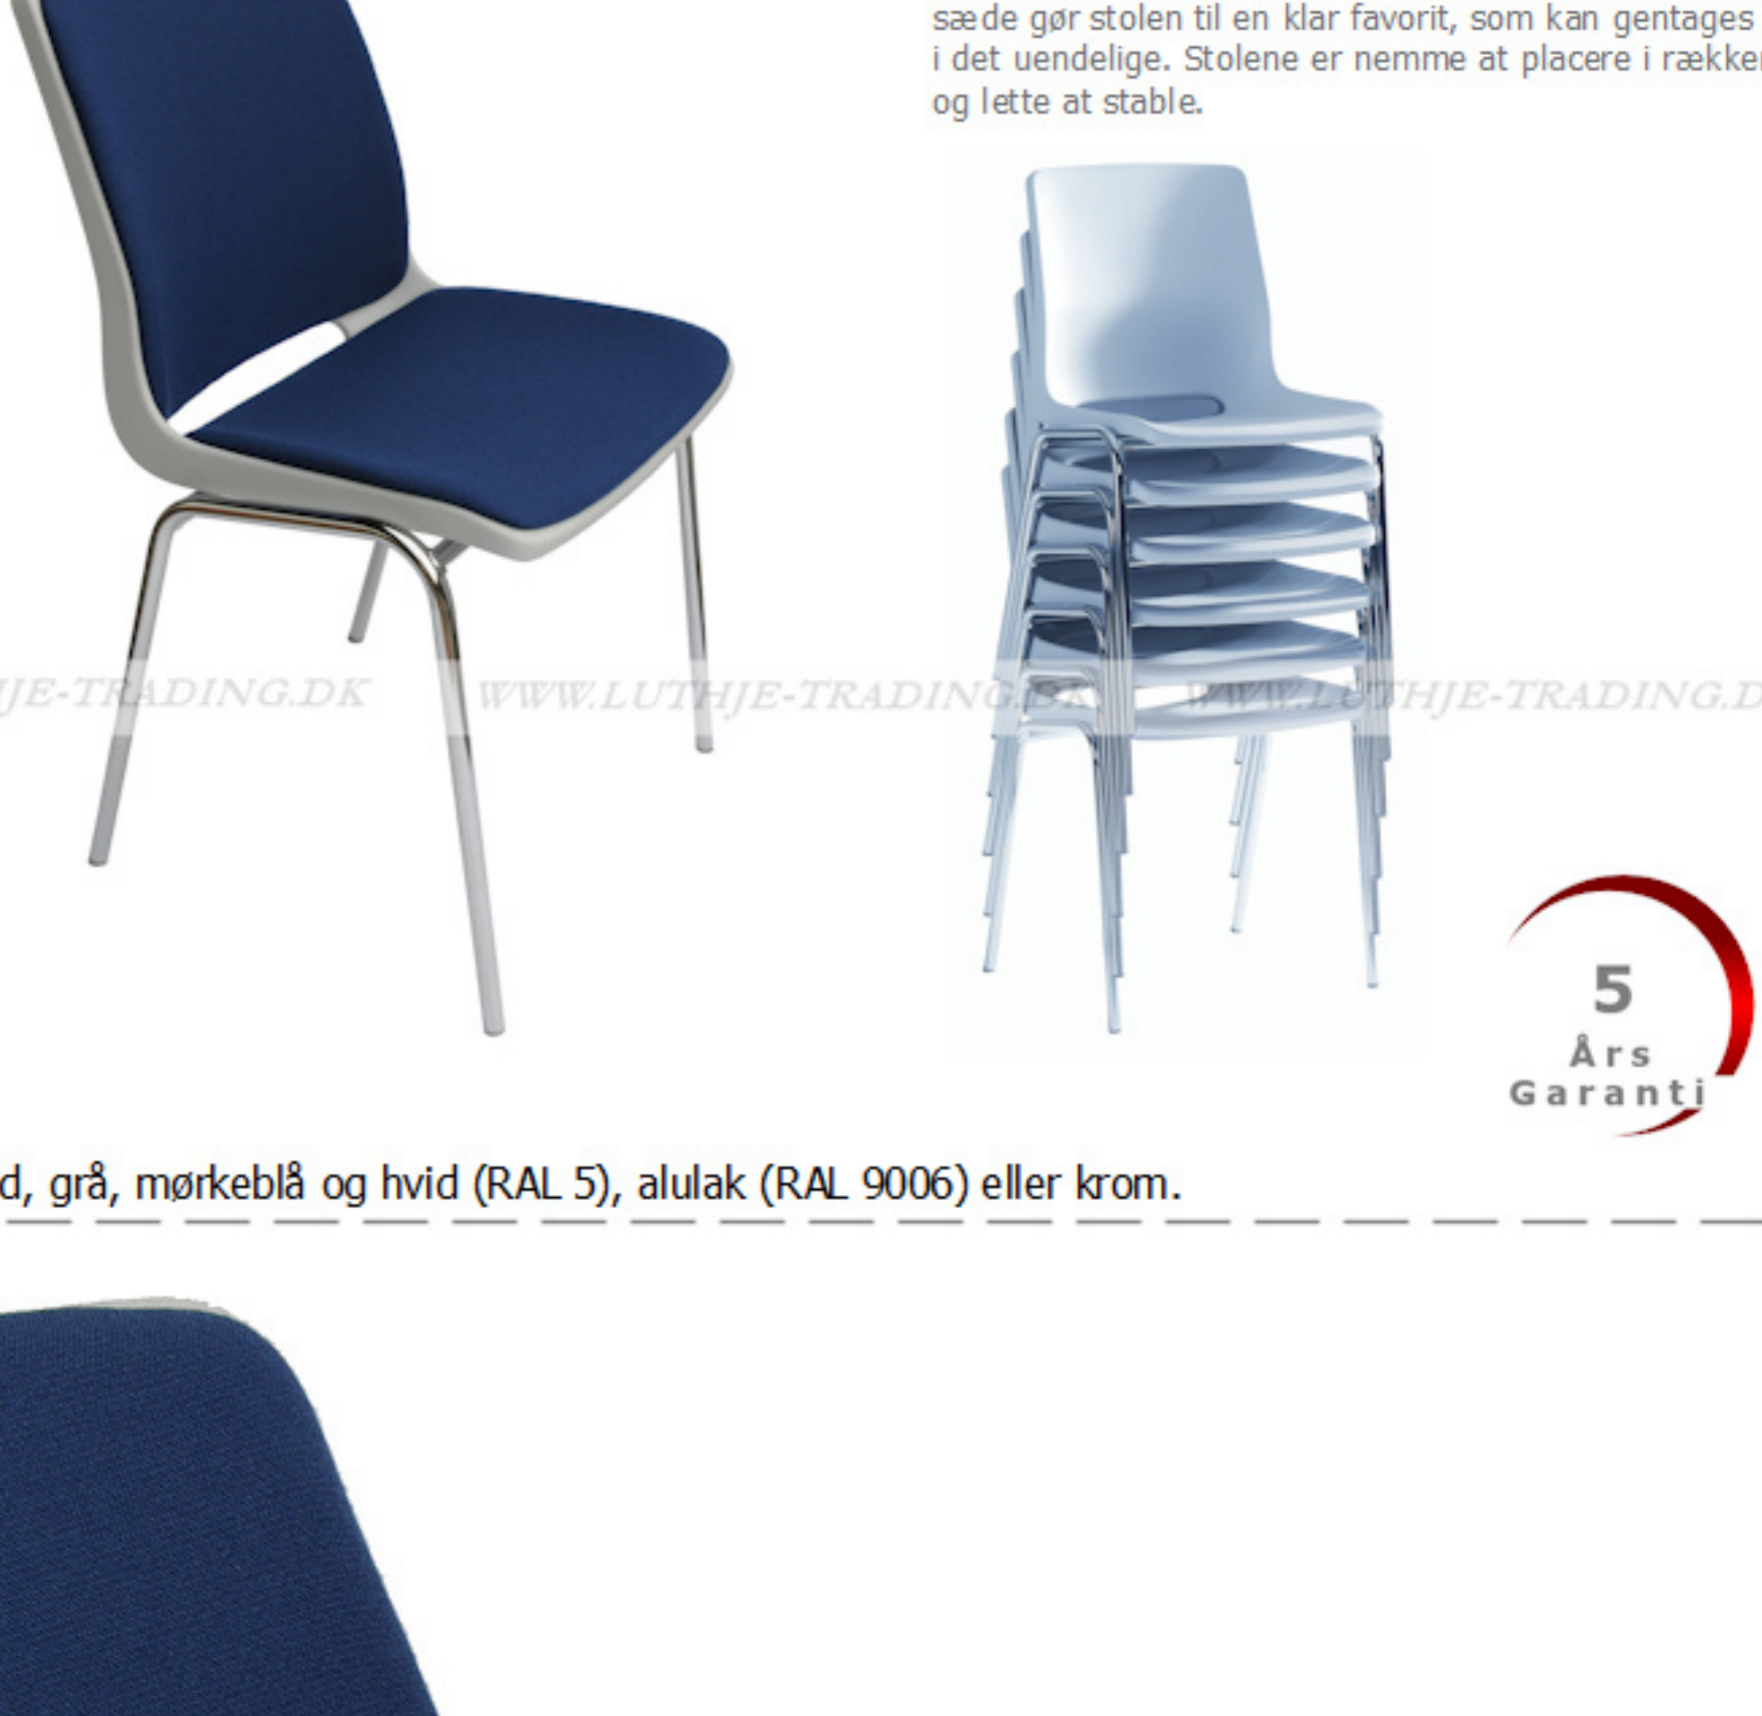 sæde gør stolen til en klar favorit, som kan gentages
i det uendelige. Stolene er nemme at placere i rækker
og lette at stable.
JE-TRADING.DK WWW.LUTHJE-TRADING.DK WWW.LUTHJE-TRADING.D
5
Års
Garanti
d, grå, mørkeblå og hvid (RAL 5), alulak (RAL 9006) eller krom.